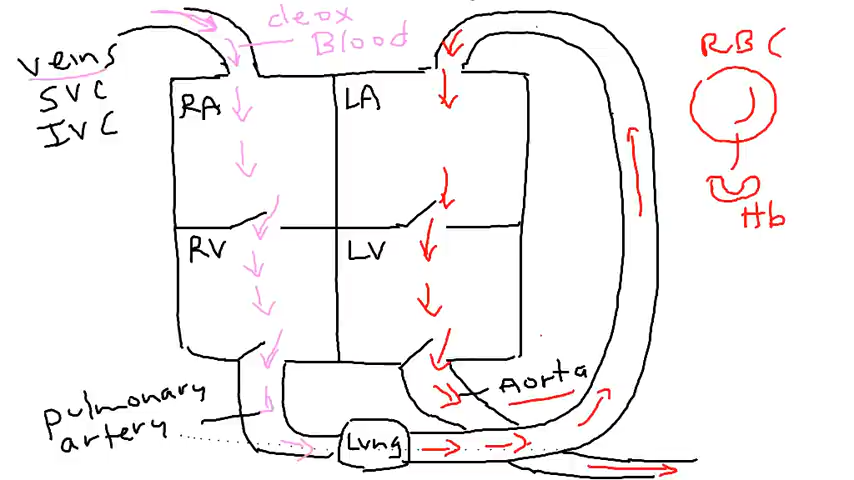 deox
Blood
veins
SVC
IVC
RA
LA
RV
LV
RBC
Hb
Aorta
pulmonary
artery
Lung